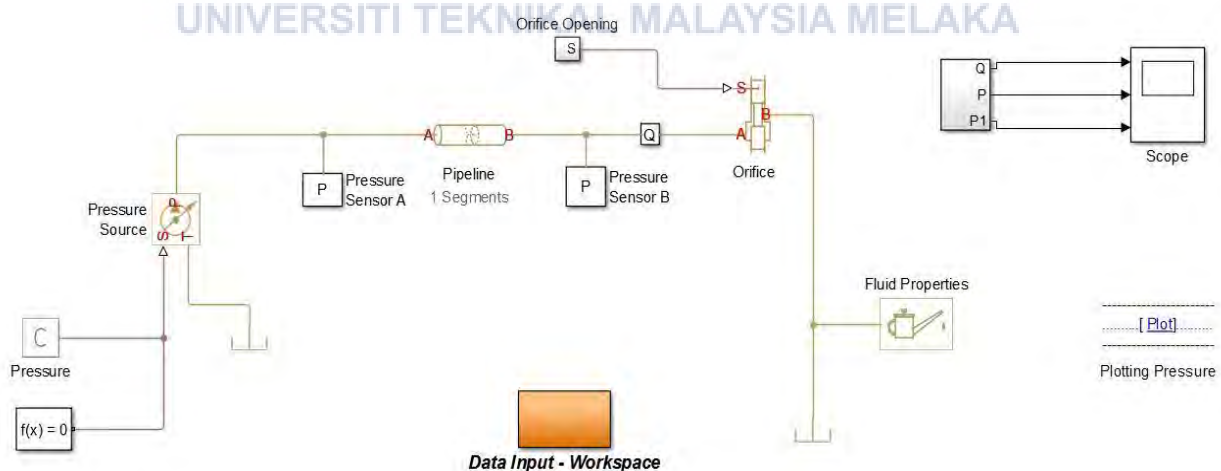 UNIVERSITI TEKNIKAL MALAYSIA MELAKA
Orifice Opening
S
S
B
A
Orifice
Q
P
P1
Scope
A
B
Pipeline
1 Segments
Q
P
Pressure
Sensor A
P
Pressure
Sensor B
Pressure
Source
P
S
T
C
Pressure
f(x) = 0
Fluid Properties
[ Plot]
Plotting Pressure
Data Input - Workspace